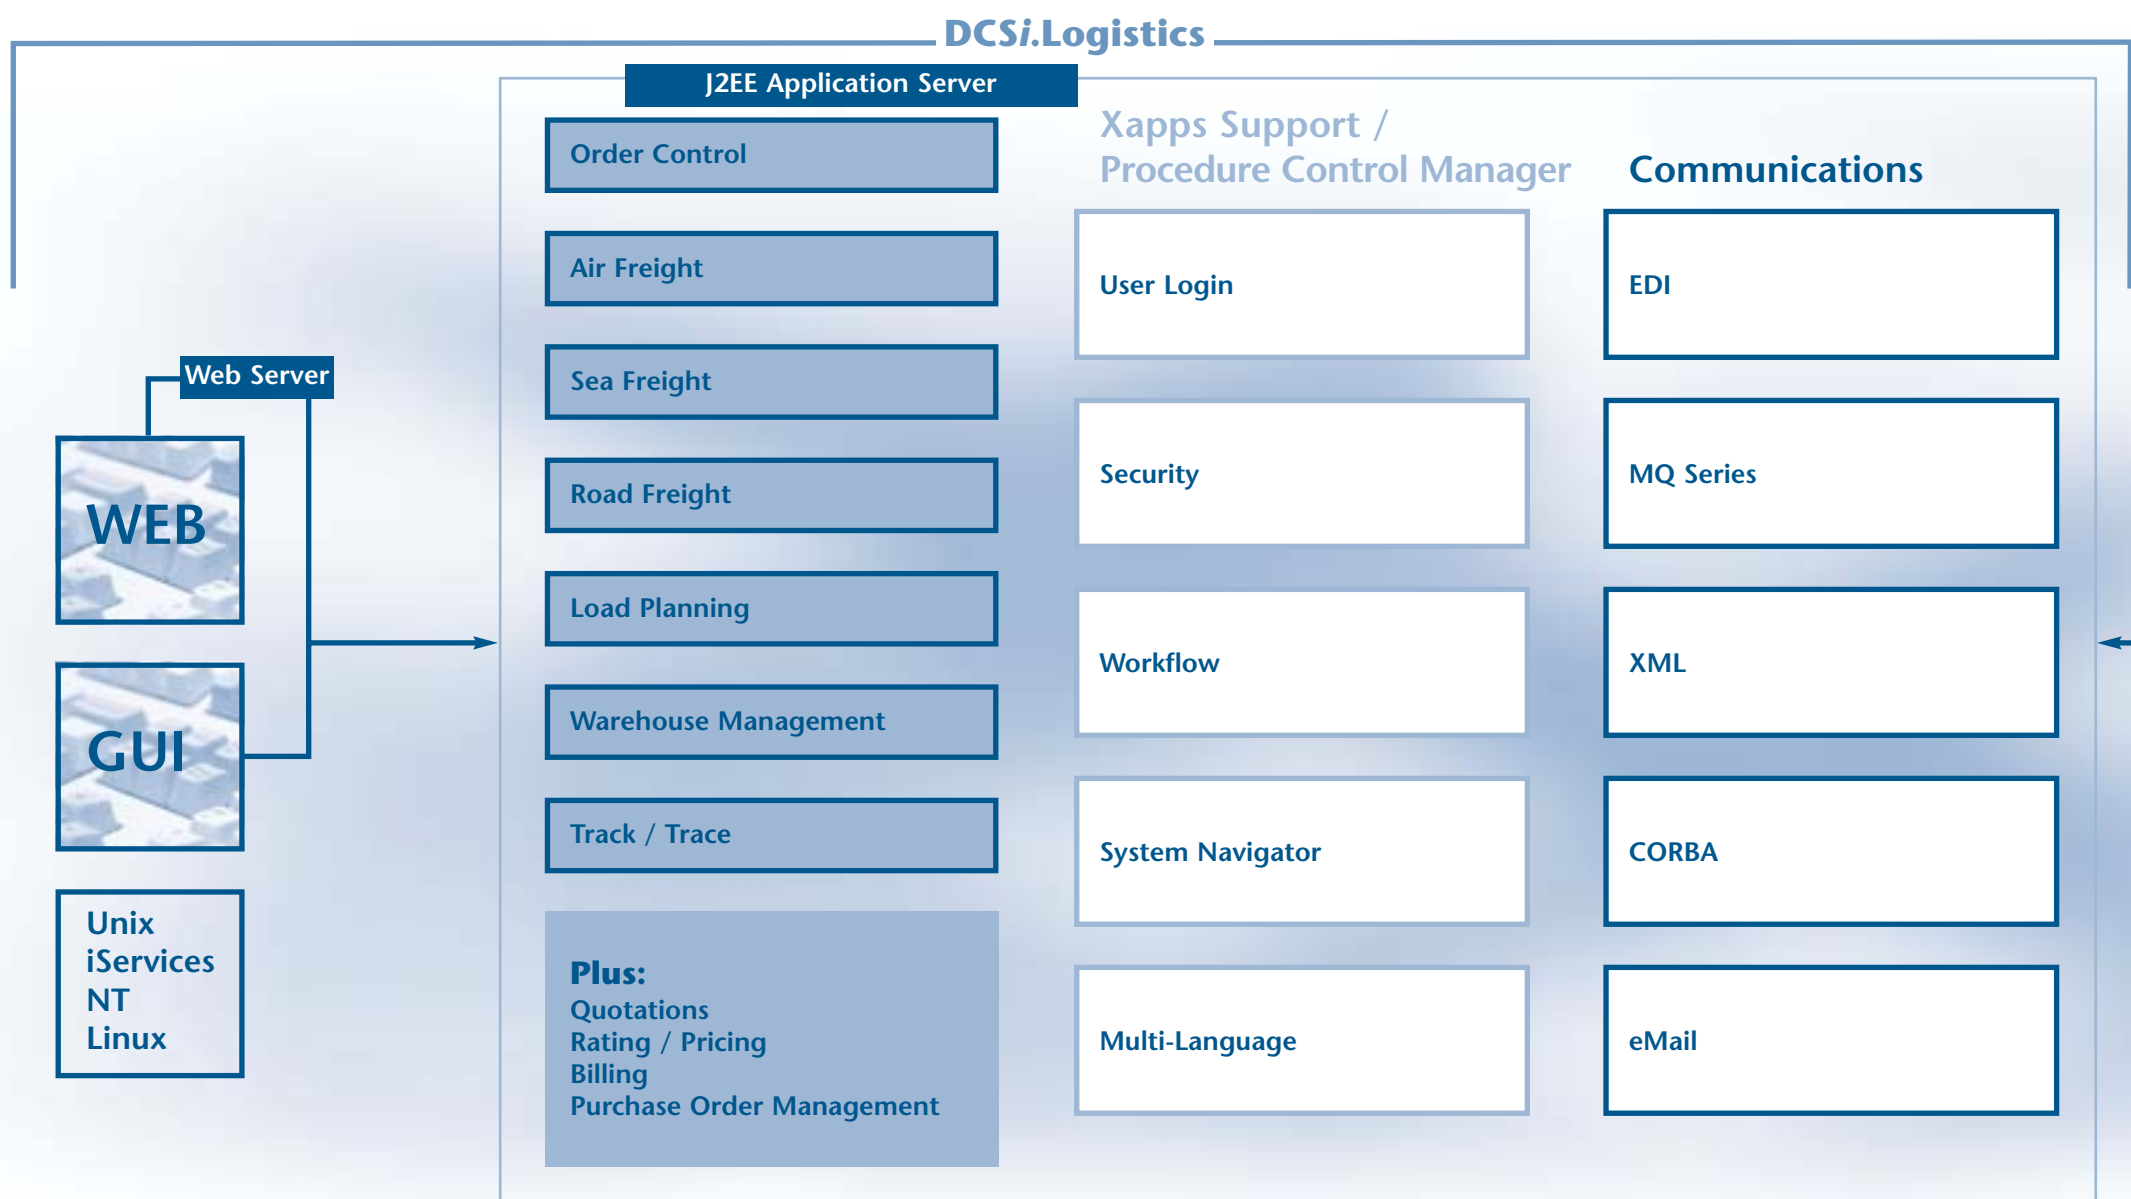 DCSi.Logistics
J2EE Application Server
Order Control
Air Freight
Sea Freight
Road Freight
Load Planning
Warehouse Management
Track / Trace
Plus:
Quotations
Rating / Pricing
Billing
Purchase Order Management
Xapps Support /
Procedure Control Manager
User Login
Security
Workflow
System Navigator
Multi-Language
Communications
EDI
MQ Series
XML
CORBA
eMail
Web Server
WEB
GUI
Unix
iServices
NT
Linux